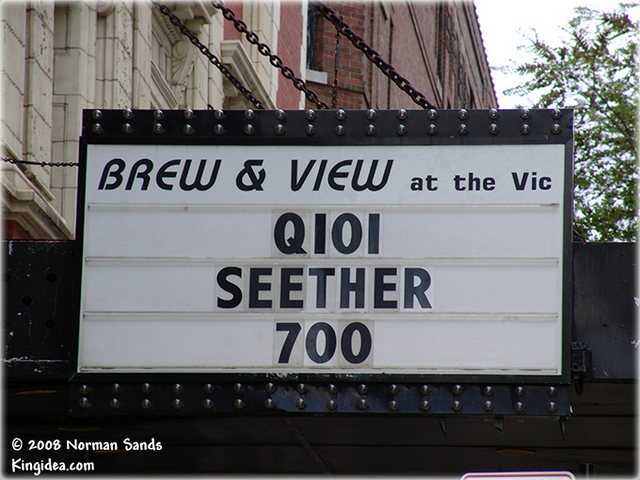 BREW & VIEW at the Vic
Q101
SEETHER
700
© 2008 Norman Sands
Kingidea.com